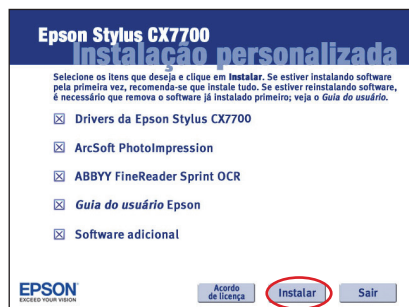 Epson Stylus CX7700
Instalação personalizada
Selecione os itens que deseja e clique em Instalar. Se estiver instalando software
pela primeira vez, recomenda-se que instale tudo. Se estiver reinstalando software,
é necessário que remova o software já instalado primeiro; veja o Guia do usuário.
Drivers da Epson Stylus CX7700
ArcSoft PhotoImpression
ABBYY FineReader Sprint OCR
Guia do usuário Epson
Software adicional
EPSON
EXCEED YOUR VISION
Acordo
de licença
Instalar
Sair